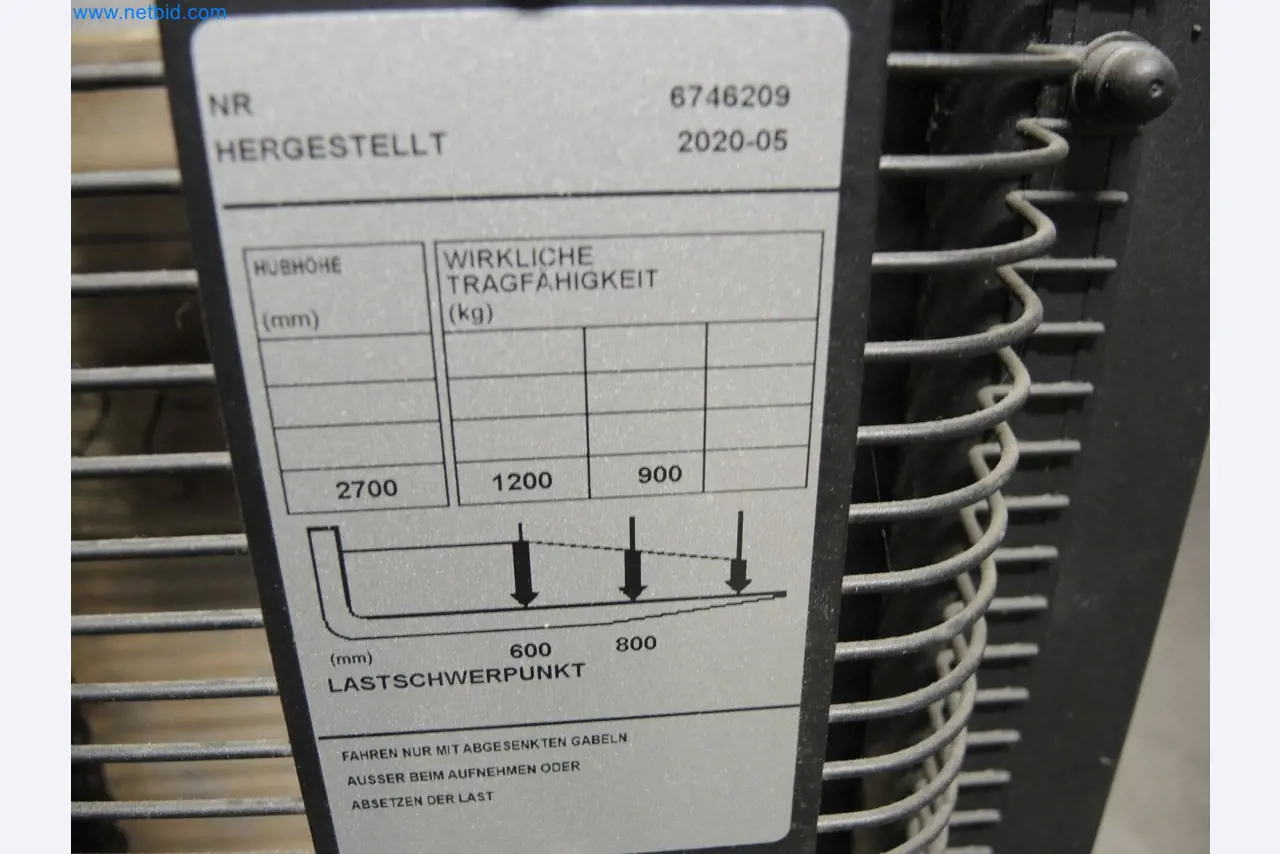 www.netbid.com
NR 6746209
HERGESTELLT 2020-05
HUBHÖHE
(mm)
WIRKLICHE
TRAGFÄHIGKEIT
(kg)
2700 1200 900
600 800
(mm)
LASTSCHWERPUNKT
FAHREN NUR MIT ABGESENKTEN GABELN
AUSSER BEIM AUFNEHMEN ODER
ABSETZEN DER LAST